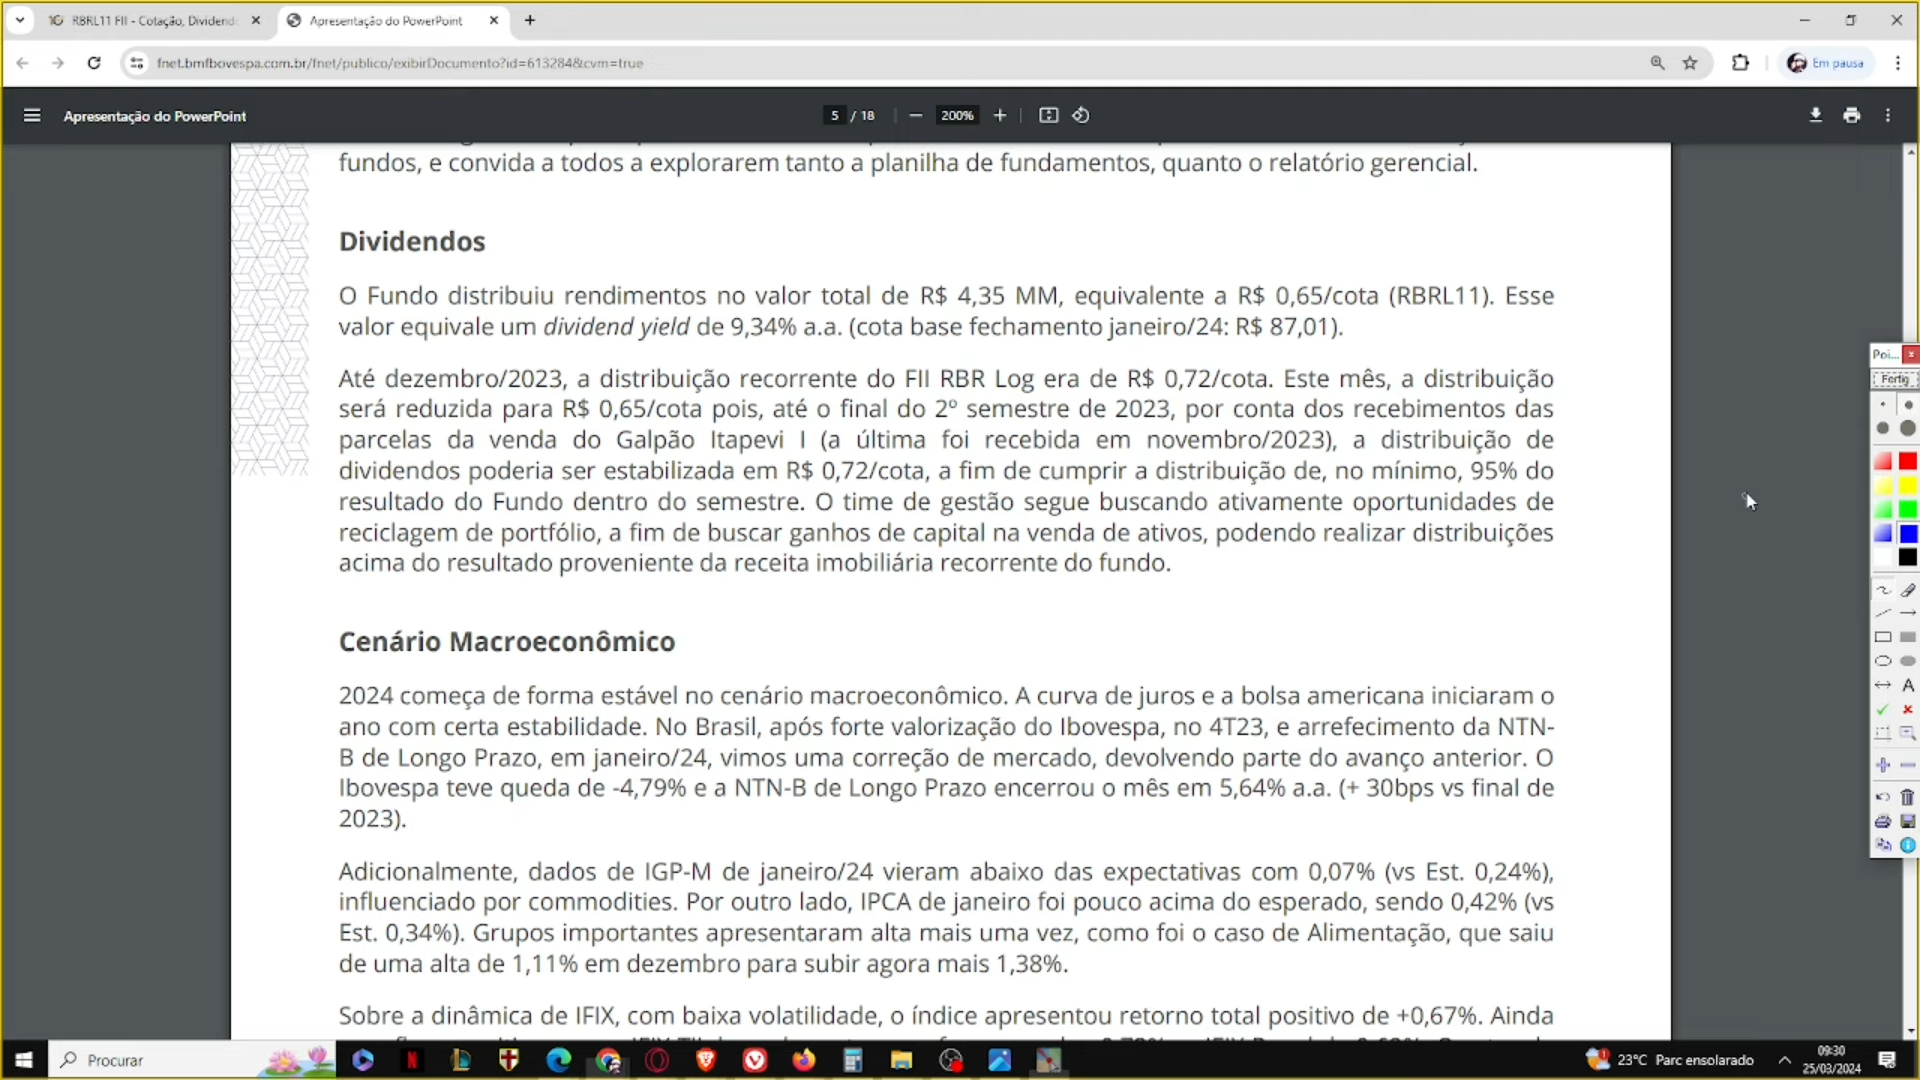 RBRL11 FII - Cotação, Dividend
Apresentação do PowerPoint
fnet.bmfbovespa.com.br/fnet/publico/exibirDocumento?id=613284&cvm=true
Em pausa
Apresentação do PowerPoint
5 / 18
200%
fundos, e convida a todos a explorarem tanto a planilha de fundamentos, quanto o relatório gerencial.
Dividendos
O Fundo distribuiu rendimentos no valor total de R$ 4,35 MM, equivalente a R$ 0,65/cota (RBRL11). Esse
valor equivale um dividend yield de 9,34% a.a. (cota base fechamento janeiro/24: R$ 87,01).
Até dezembro/2023, a distribuição recorrente do FII RBR Log era de R$ 0,72/cota. Este mês, a distribuição
será reduzida para R$ 0,65/cota pois, até o final do 2º semestre de 2023, por conta dos recebimentos das
parcelas da venda do Galpão Itapevi I (a última foi recebida em novembro/2023), a distribuição de
dividendos poderia ser estabilizada em R$ 0,72/cota, a fim de cumprir a distribuição de, no mínimo, 95% do
resultado do Fundo dentro do semestre. O time de gestão segue buscando ativamente oportunidades de
reciclagem de portfólio, a fim de buscar ganhos de capital na venda de ativos, podendo realizar distribuições
acima do resultado proveniente da receita imobiliária recorrente do fundo.
Cenário Macroeconômico
2024 começa de forma estável no cenário macroeconômico. A curva de juros e a bolsa americana iniciaram o
ano com certa estabilidade. No Brasil, após forte valorização do Ibovespa, no 4T23, e arrefecimento da NTN-
B de Longo Prazo, em janeiro/24, vimos uma correção de mercado, devolvendo parte do avanço anterior. O
Ibovespa teve queda de -4,79% e a NTN-B de Longo Prazo encerrou o mês em 5,64% a.a. (+ 30bps vs final de
2023).
Adicionalmente, dados de IGP-M de janeiro/24 vieram abaixo das expectativas com 0,07% (vs Est. 0,24%),
influenciado por commodities. Por outro lado, IPCA de janeiro foi pouco acima do esperado, sendo 0,42% (vs
Est. 0,34%). Grupos importantes apresentaram alta mais uma vez, como foi o caso de Alimentação, que saiu
de uma alta de 1,11% em dezembro para subir agora mais 1,38%.
Sobre a dinâmica de IFIX, com baixa volatilidade, o índice apresentou retorno total positivo de +0,67%. Ainda
Poi...
Fertig
A
Procurar
23°C Parc ensolarado
09:30
25/03/2024